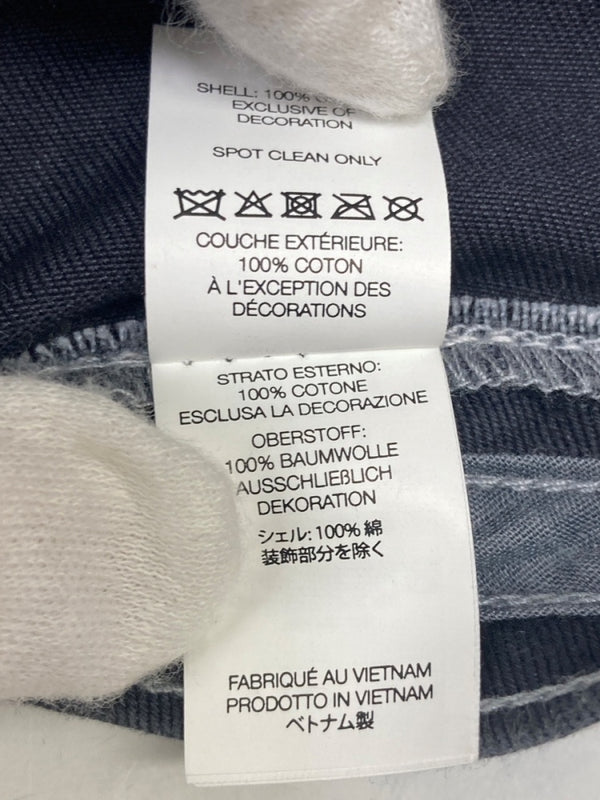 SHELL: 100%
EXCLUSIVE OF
DECORATION
SPOT CLEAN ONLY
COUCHE EXTÉRIEURE:
100% COTON
À L'EXCEPTION DES
DÉCORATIONS
STRATO ESTERNO:
100% COTONE
ESCLUSA LA DECORAZIONE
OBERSTOFF:
100% BAUMWOLLE
AUSSCHLIEẞLICH
DEKORATION
シェル: 100% 綿
装飾部分を除く
FABRIQUÉ AU VIETNAM
PRODOTTO IN VIETNAM
ベトナム製